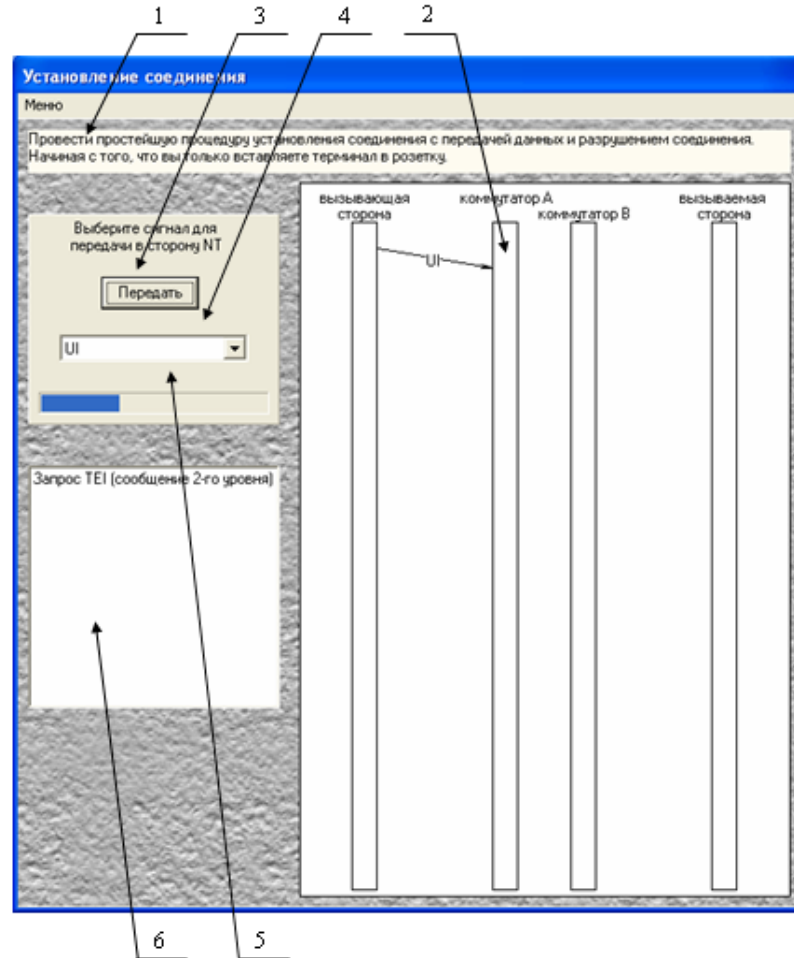 1 3 4 2
Установление соединения
Меню
Провести простейшую процедуру установления соединения с передачей данных и разрушением соединения.
Начиная с того, что вы только вставляете терминал в розетку.
Выберите сигнал для
передачи в сторону NT
Передать
UI
Запрос TEI (сообщение 2-го уровня)
вызывающая
сторона
коммутатор A
коммутатор B
вызываемая
сторона
UI
6 5